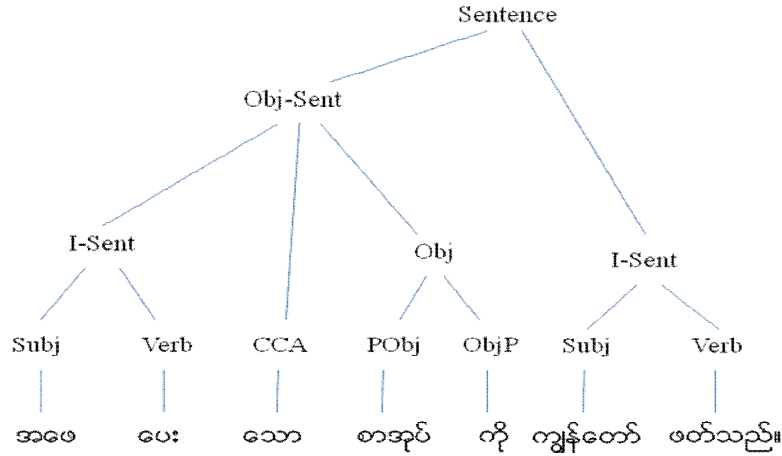 Sentence
Obj-Sent
I-Sent Obj I-Sent
Subj Verb CCA PObj ObjP Subj Verb
အဖေ ပေး သော စာအုပ် ကို ကျွန်တော် ဖတ်သည်။